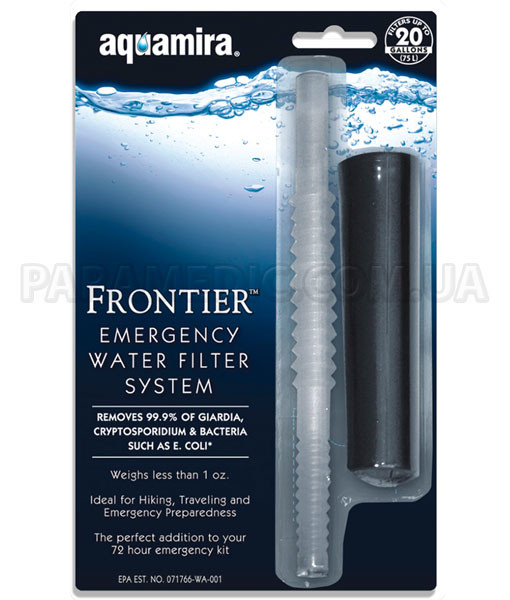 aquamira®
FILTERS UP TO
20
GALLONS
(75 L)
PARAMEDIC.COM.UA
FRONTIER™
EMERGENCY
WATER FILTER
SYSTEM
REMOVES 99.9% OF GIARDIA,
CRYPTOSPORIDIUM & BACTERIA
SUCH AS E. COLI*
Weighs less than 1 oz.
Ideal for Hiking, Traveling and
Emergency Preparedness
The perfect addition to your
72 hour emergency kit
EPA EST. NO. 071766-WA-001